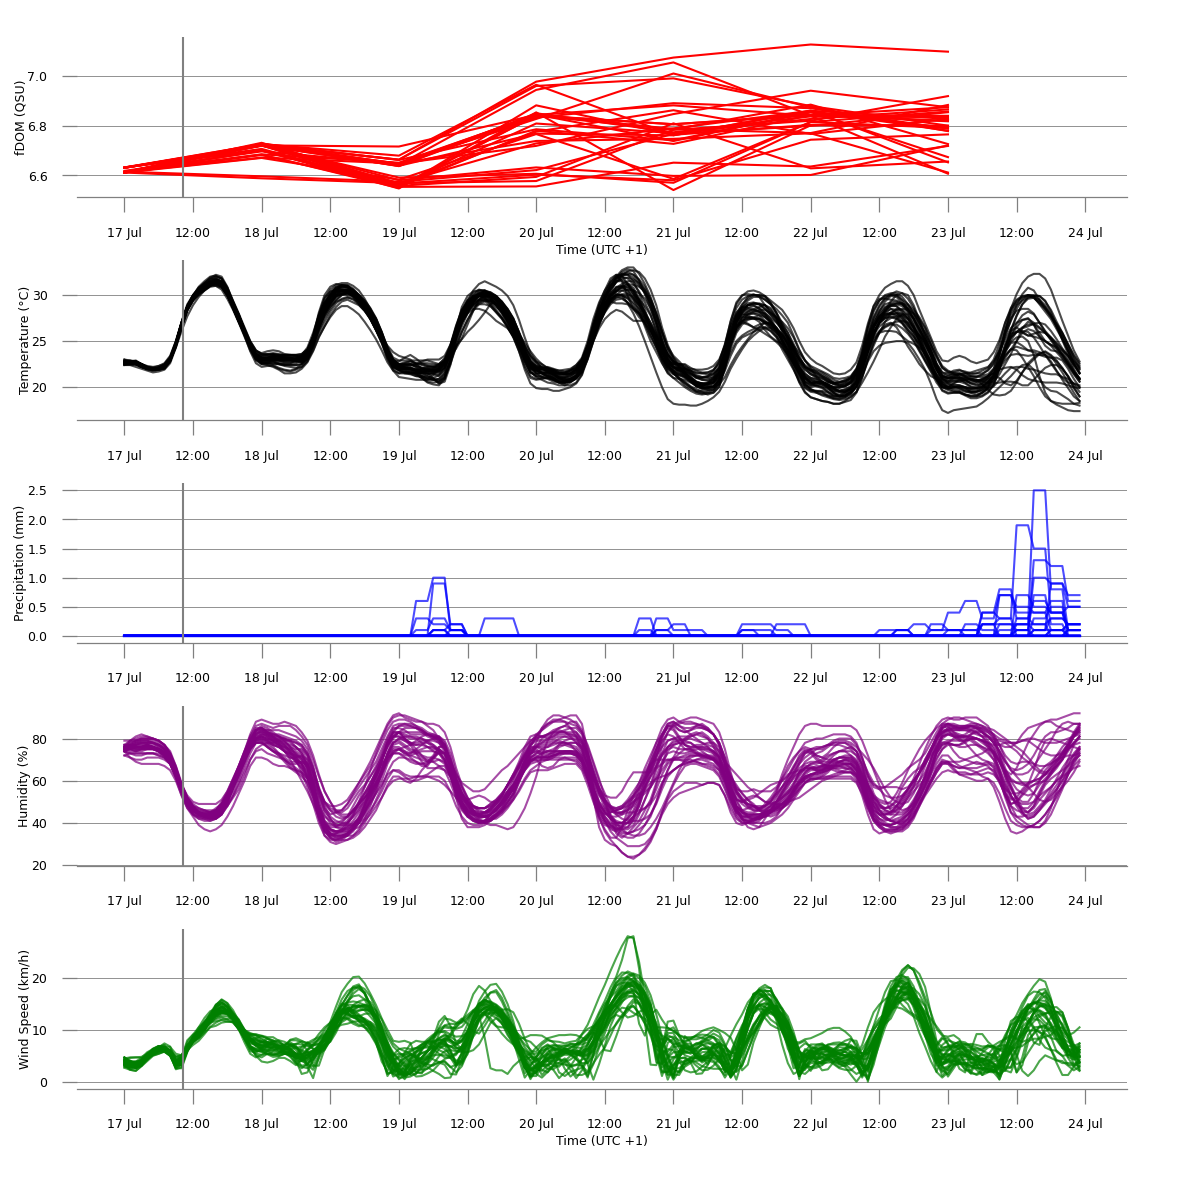 fDOM (QSU)
7.0
6.8
6.6
17 Jul 12:00 18 Jul 12:00 19 Jul 12:00 20 Jul 12:00 21 Jul 12:00 22 Jul 12:00 23 Jul 12:00 24 Jul
Time (UTC +1)
Temperature (°C)
30
25
20
17 Jul 12:00 18 Jul 12:00 19 Jul 12:00 20 Jul 12:00 21 Jul 12:00 22 Jul 12:00 23 Jul 12:00 24 Jul
Precipitation (mm)
2.5
2.0
1.5
1.0
0.5
0.0
17 Jul 12:00 18 Jul 12:00 19 Jul 12:00 20 Jul 12:00 21 Jul 12:00 22 Jul 12:00 23 Jul 12:00 24 Jul
Humidity (%)
80
60
40
20
17 Jul 12:00 18 Jul 12:00 19 Jul 12:00 20 Jul 12:00 21 Jul 12:00 22 Jul 12:00 23 Jul 12:00 24 Jul
Wind Speed (km/h)
20
10
0
17 Jul 12:00 18 Jul 12:00 19 Jul 12:00 20 Jul 12:00 21 Jul 12:00 22 Jul 12:00 23 Jul 12:00 24 Jul
Time (UTC +1)